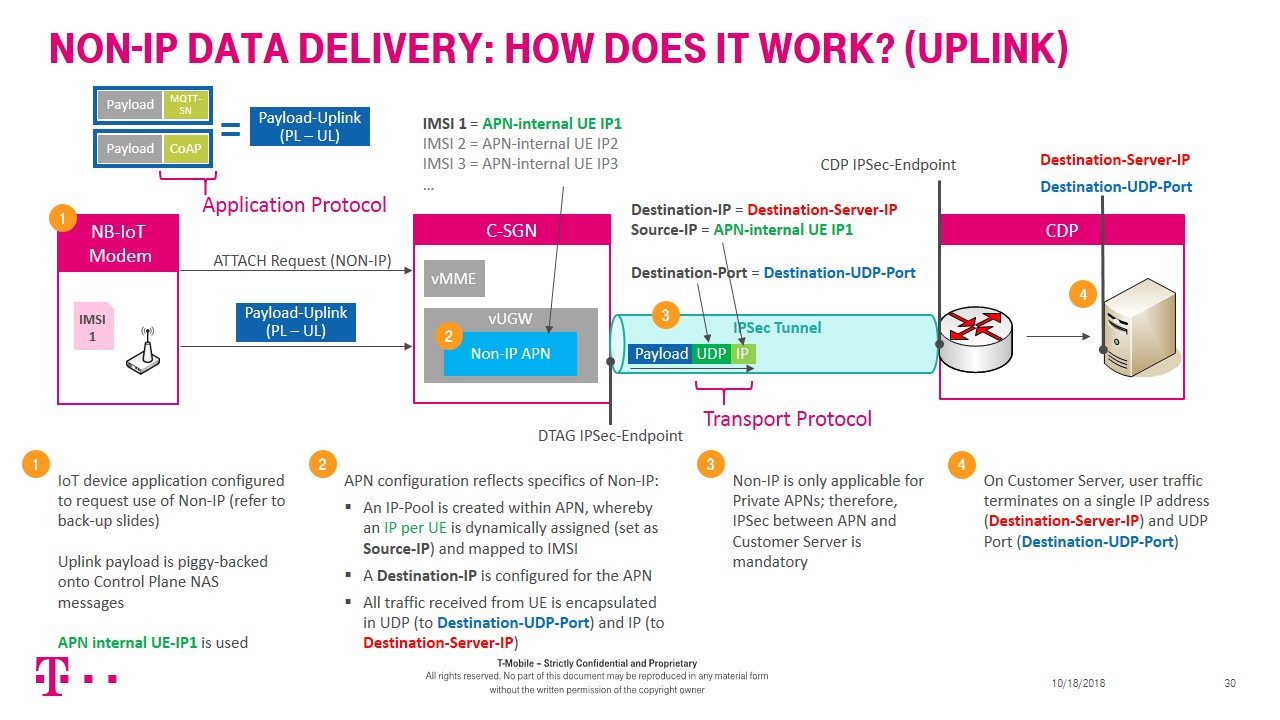 NON-IP DATA DELIVERY: HOW DOES IT WORK? (UPLINK)
Payload MQTT-
SN
Payload CoAP
=
Payload-Uplink
(PL – UL)
Application Protocol
IMSI 1 = APN-internal UE IP1
IMSI 2 = APN-internal UE IP2
IMSI 3 = APN-internal UE IP3
...
Destination-IP = Destination-Server-IP
Source-IP = APN-internal UE IP1
Destination-Port = Destination-UDP-Port
CDP IPSec-Endpoint
Destination-Server-IP
Destination-UDP-Port
1
NB-IoT
Modem
IMSI
1
ATTACH Request (NON-IP)
Payload-Uplink
(PL – UL)
C-SGN
vMME
vUGW
2
Non-IP APN
3
IPSec Tunnel
Payload UDP IP
Transport Protocol
DTAG IPSec-Endpoint
CDP
4
1
IoT device application configured
to request use of Non-IP (refer to
back-up slides)
Uplink payload is piggy-backed
onto Control Plane NAS
messages
APN internal UE-IP1 is used
2
APN configuration reflects specifics of Non-IP:
▪ An IP-Pool is created within APN, whereby
an IP per UE is dynamically assigned (set as
Source-IP) and mapped to IMSI
▪ A Destination-IP is configured for the APN
▪ All traffic received from UE is encapsulated
in UDP (to Destination-UDP-Port) and IP (to
Destination-Server-IP)
3
Non-IP is only applicable for
Private APNs; therefore,
IPSec between APN and
Customer Server is
mandatory
4
On Customer Server, user traffic
terminates on a single IP address
(Destination-Server-IP) and UDP
Port (Destination-UDP-Port)
T
T-Mobile – Strictly Confidential and Proprietary
All rights reserved. No part of this document may be reproduced in any material form
without the written permission of the copyright owner
10/18/2018
30